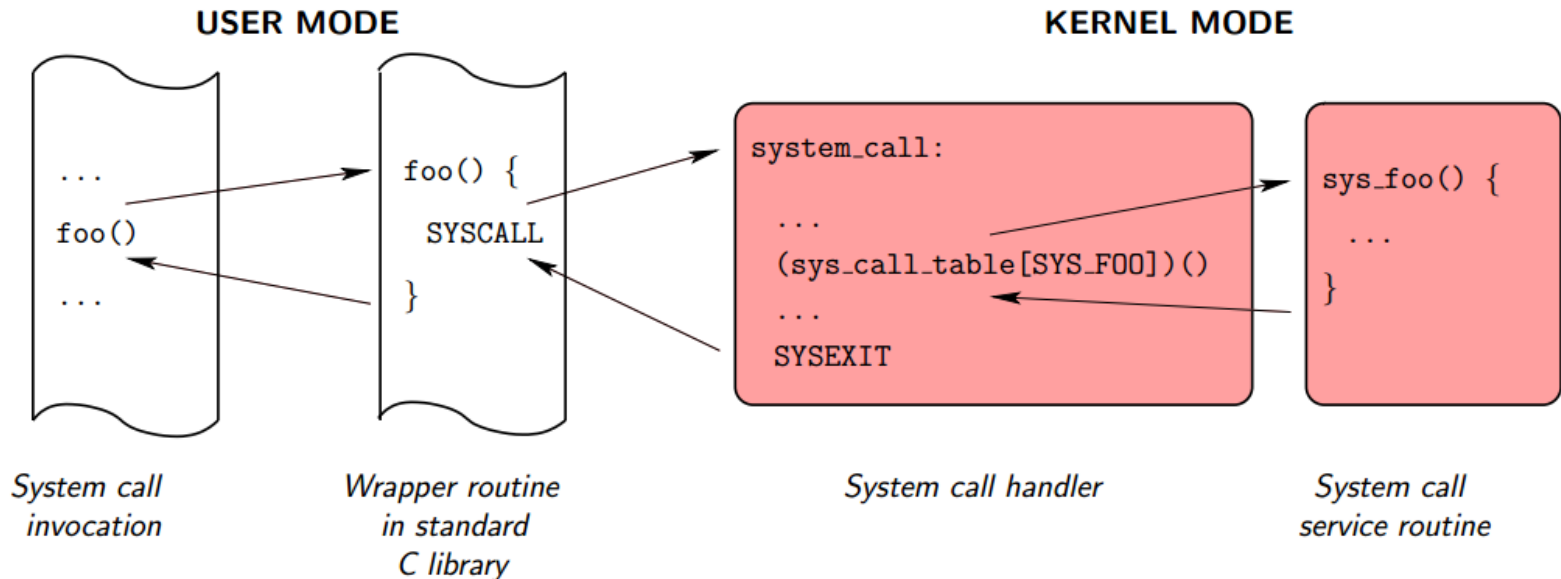 USER MODE
KERNEL MODE
...
foo()
...
foo() {
SYSCALL
}
system_call:
...
(sys_call_table[SYS_FOO])()
...
SYSEXIT
sys_foo() {
...
}
System call
invocation
Wrapper routine
in standard
C library
System call handler
System call
service routine